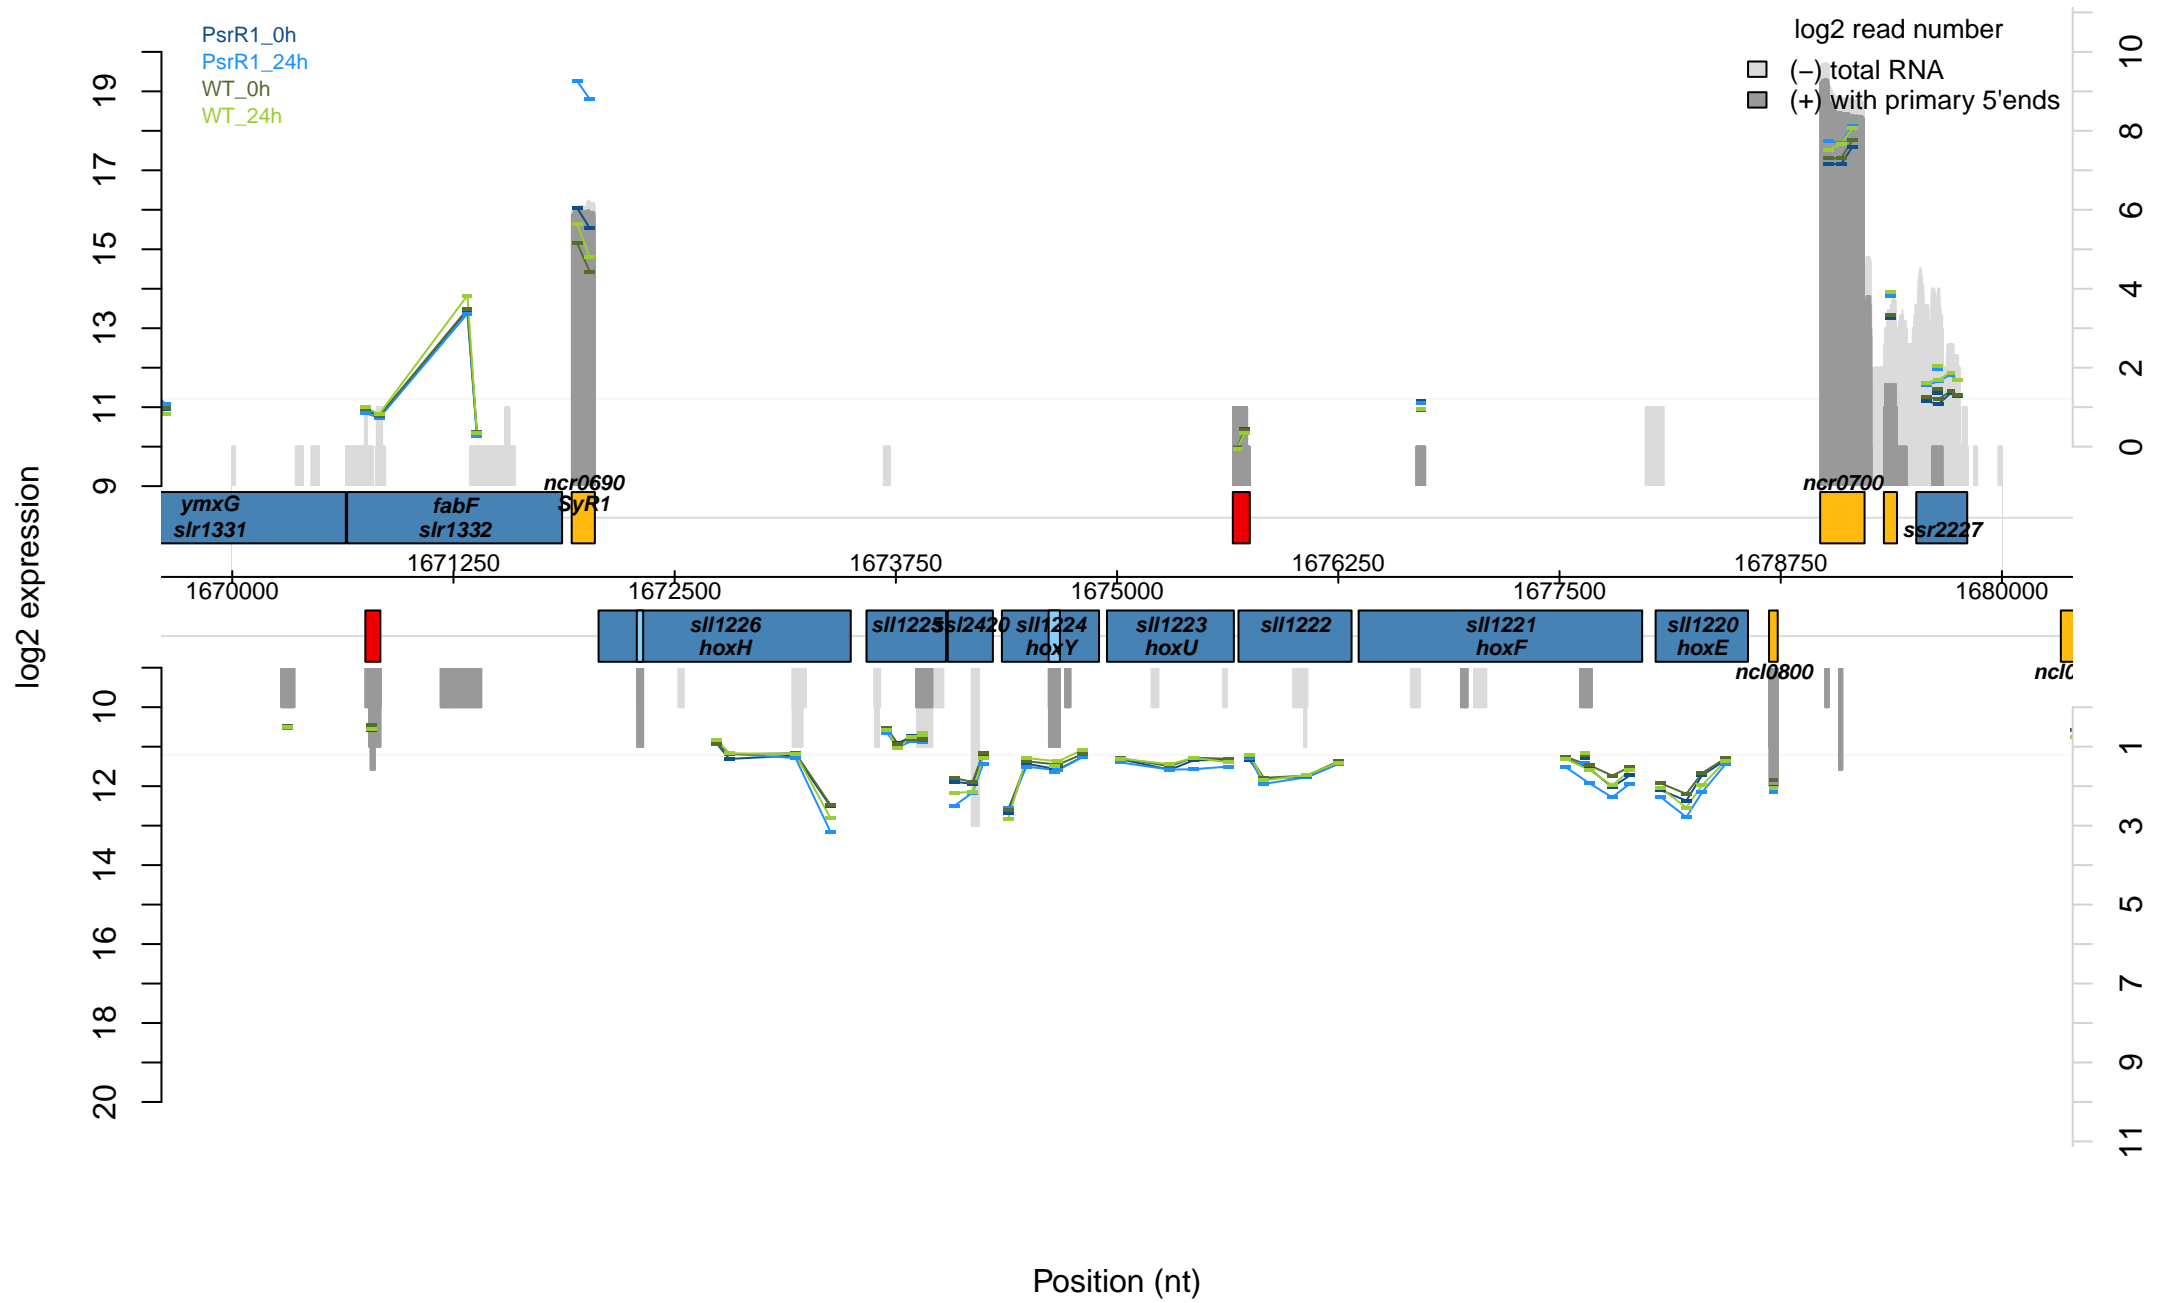 PsrR1_0h
PsrR1_24h
WT_0h
WT_24h
log2 read number
(−) total RNA
(+) with primary 5'ends
log2 expression
19
17
15
13
11
9
10
8
6
4
2
0
ncr0690
SyR1
ncr0700
ymxG
slr1331
fabF
slr1332
ssr2227
1671250
1673750
1676250
1678750
1670000
1672500
1675000
1677500
1680000
sll1226
hoxH
sll1225
ssl2420
sll1224
hoxY
sll1223
hoxU
sll1222
sll1221
hoxF
sll1220
hoxE
ncl0800
ncl0
10
12
14
16
18
20
1
3
5
7
9
11
Position (nt)